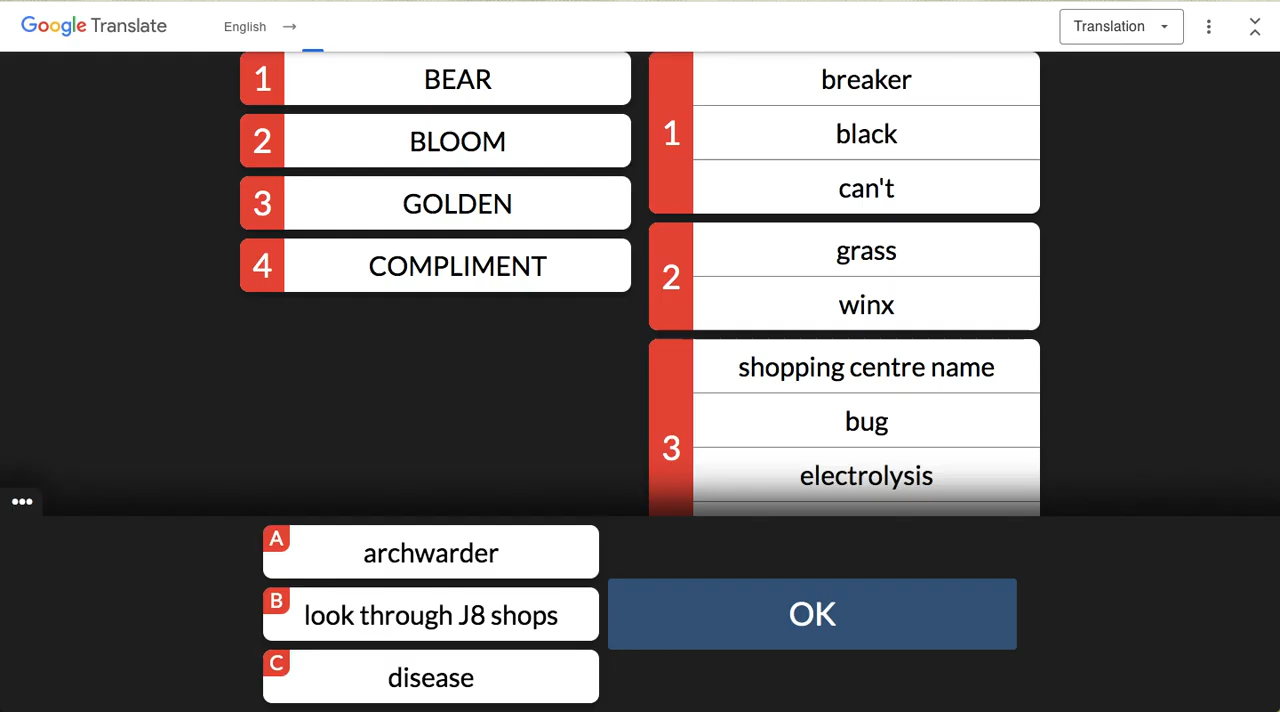 Google Translate
English →
Translation
1 BEAR
2 BLOOM
3 GOLDEN
4 COMPLIMENT
1
breaker
black
can't
2
grass
winx
3
shopping centre name
bug
electrolysis
A archwarder
B look through J8 shops
C disease
OK